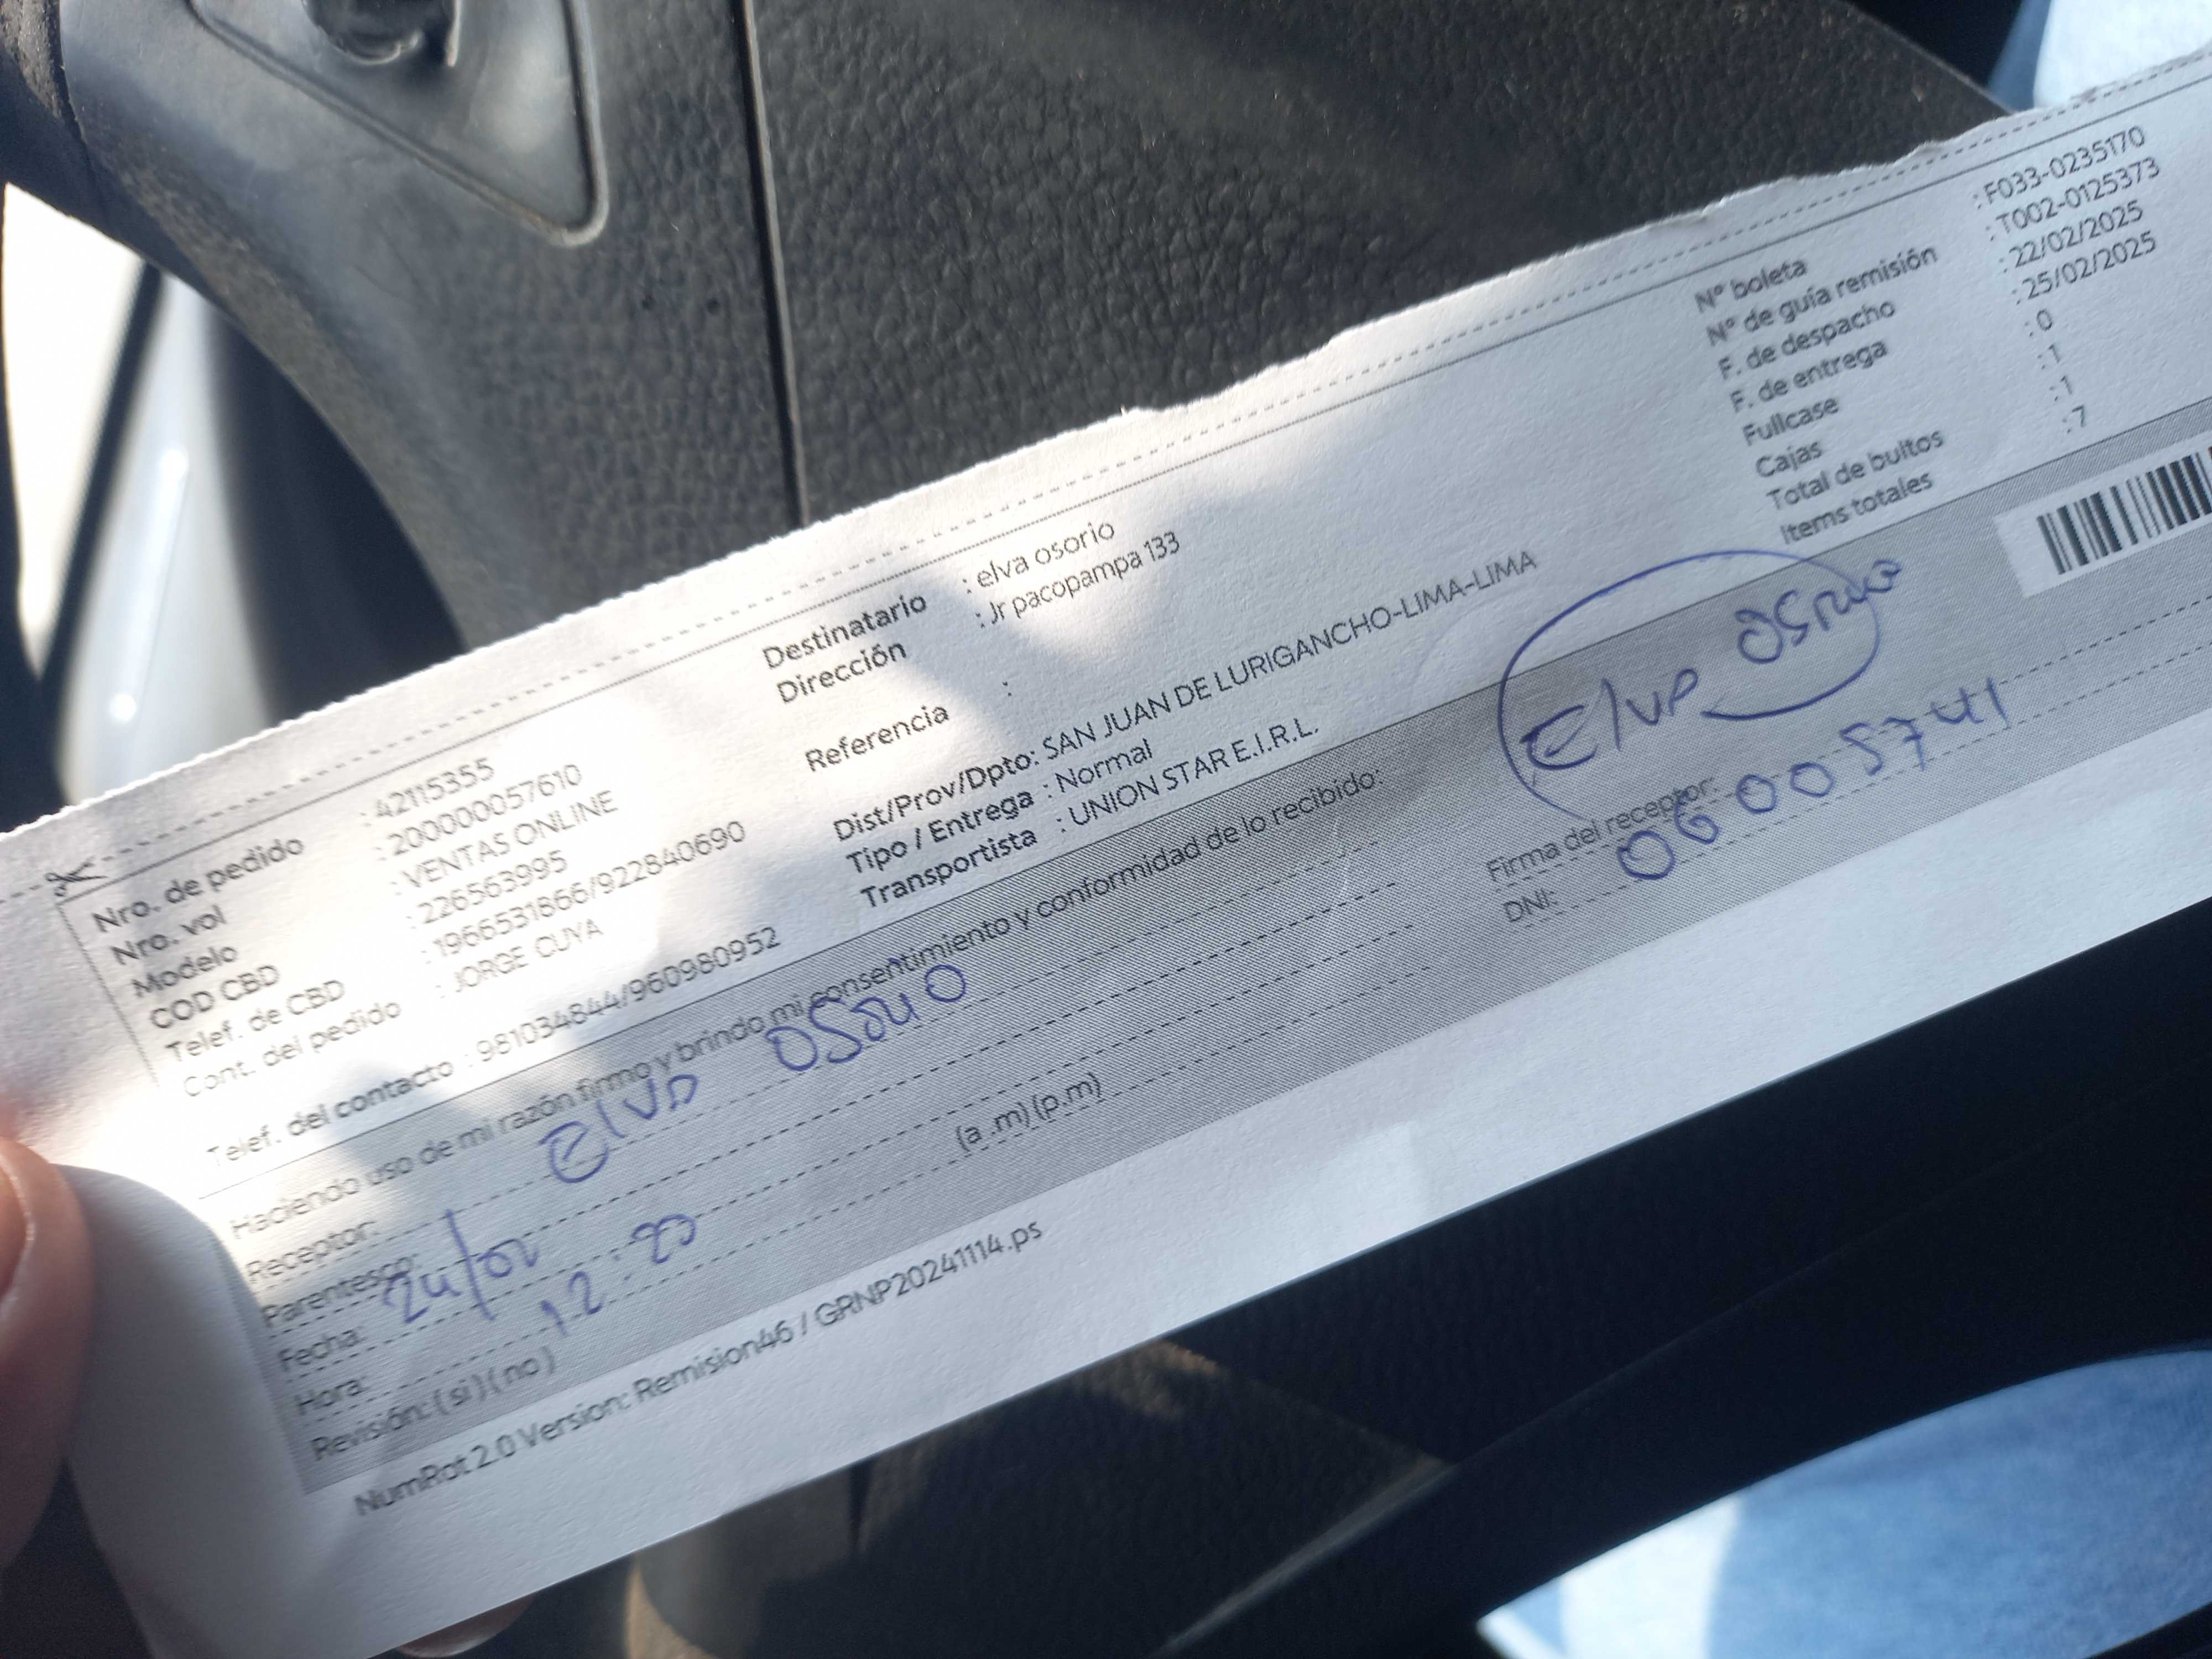 Nro. de pedido : 42115355
Nro. vol : 200000057610
Modelo : VENTAS ONLINE
COD CBD : 226563995
Telef. de CBD : 1966531866/922840690
Cont. del pedido : JORGE CUYA
Telef. del contacto : 981034844/960980952
Destinatario : elva osorio
Dirección : Jr pacopampa 133
Referencia :
Dist/Prov/Dpto: SAN JUAN DE LURIGANCHO-LIMA-LIMA
Tipo / Entrega : Normal
Transportista : UNION STAR E.I.R.L.
N° boleta : F033-0235170
N° de guía remisión : T002-0125373
F. de despacho : 22/02/2025
F. de entrega : 25/02/2025
Fullcase : 0
Cajas : 1
Total de bultos : 1
Items totales : 7
Haciendo uso de mi razón firmo y brindo mi consentimiento y conformidad de lo recibido:
Receptor: Elva Osorio
Parentesco:
Fecha: 24/02
Hora: 12:20 (a .m) (p.m)
Revisión: ( si ) ( no )
Elva Osorio
Firma del receptor:
DNI: 06005741
NumRot 2.0 Version: Remision46 / GRNP20241114.ps